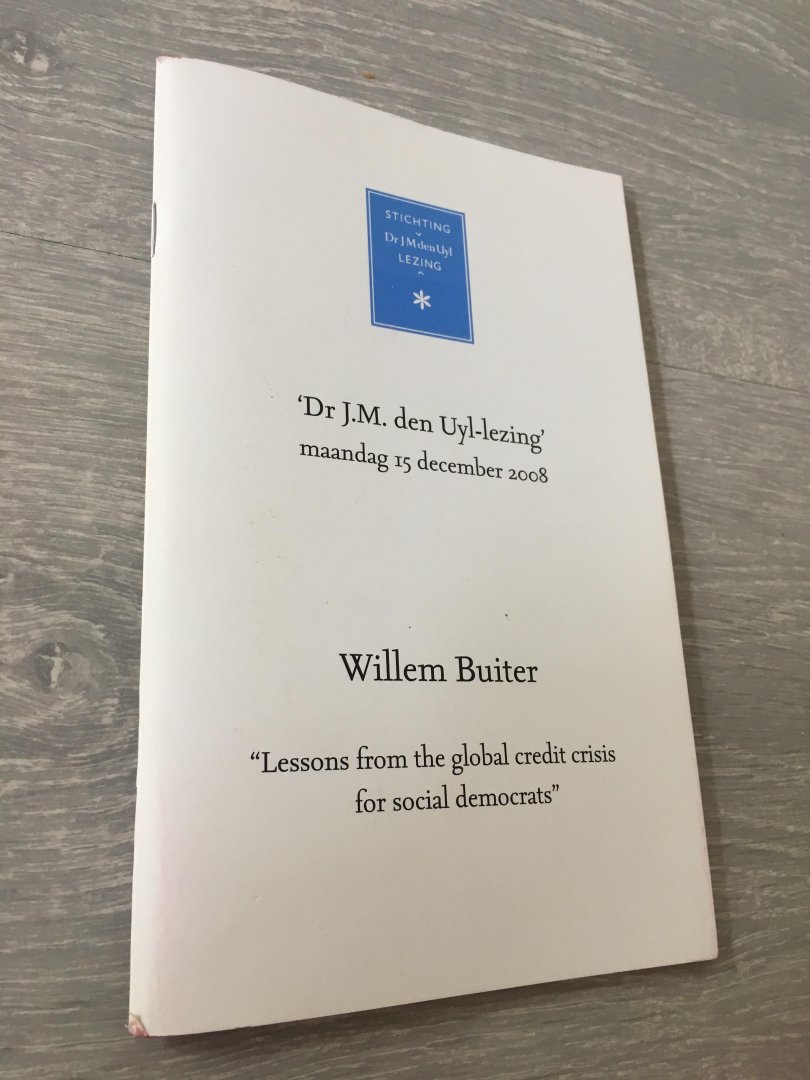 STICHTING
Dr J M den Uyl
LEZING
‘Dr J.M. den Uyl-lezing’
maandag 15 december 2008
Willem Buiter
“Lessons from the global credit crisis
for social democrats”